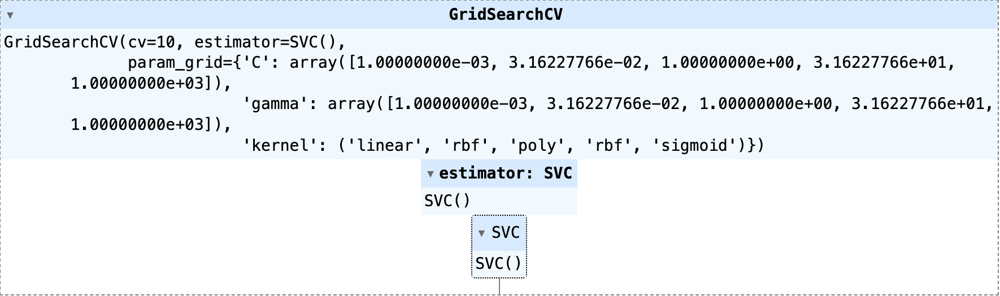 GridSearchCV
GridSearchCV(cv=10, estimator=SVC(),
param_grid={'C': array([1.00000000e-03, 3.16227766e-02, 1.00000000e+00, 3.16227766e+01,
1.00000000e+03]),
'gamma': array([1.00000000e-03, 3.16227766e-02, 1.00000000e+00, 3.16227766e+01,
1.00000000e+03]),
'kernel': ('linear', 'rbf', 'poly', 'rbf', 'sigmoid')})
estimator: SVC
SVC()
SVC
SVC()